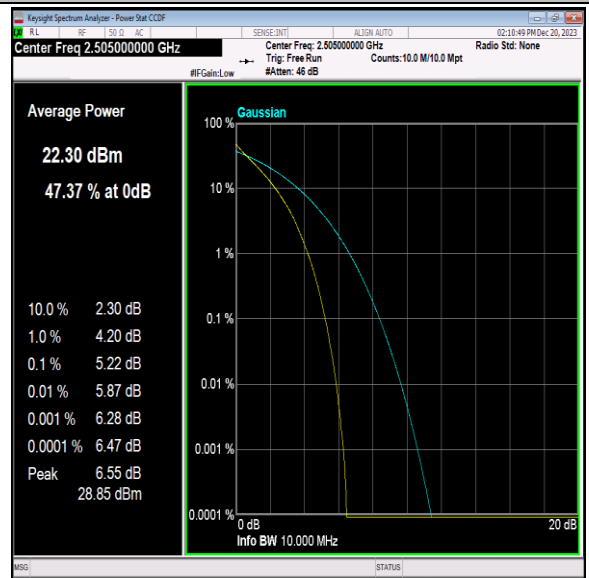 Keysight Spectrum Analyzer - Power Stat CCDF
RL RF 50 Ω AC SENSE:INT ALIGN AUTO 02:10:49 PM Dec 20, 2023
Center Freq 2.505000000 GHz Center Freq: 2.505000000 GHz Radio Std: None
Trig: Free Run Counts:10.0 M/10.0 Mpt
#IFGain:Low #Atten: 46 dB
Average Power
22.30 dBm
47.37 % at 0dB
10.0 % 2.30 dB
1.0 % 4.20 dB
0.1 % 5.22 dB
0.01 % 5.87 dB
0.001 % 6.28 dB
0.0001 % 6.47 dB
Peak 6.55 dB
28.85 dBm
Gaussian
100 %
10 %
1 %
0.1 %
0.01 %
0.001 %
0.0001 %
0 dB 20 dB
Info BW 10.000 MHz
MSG STATUS